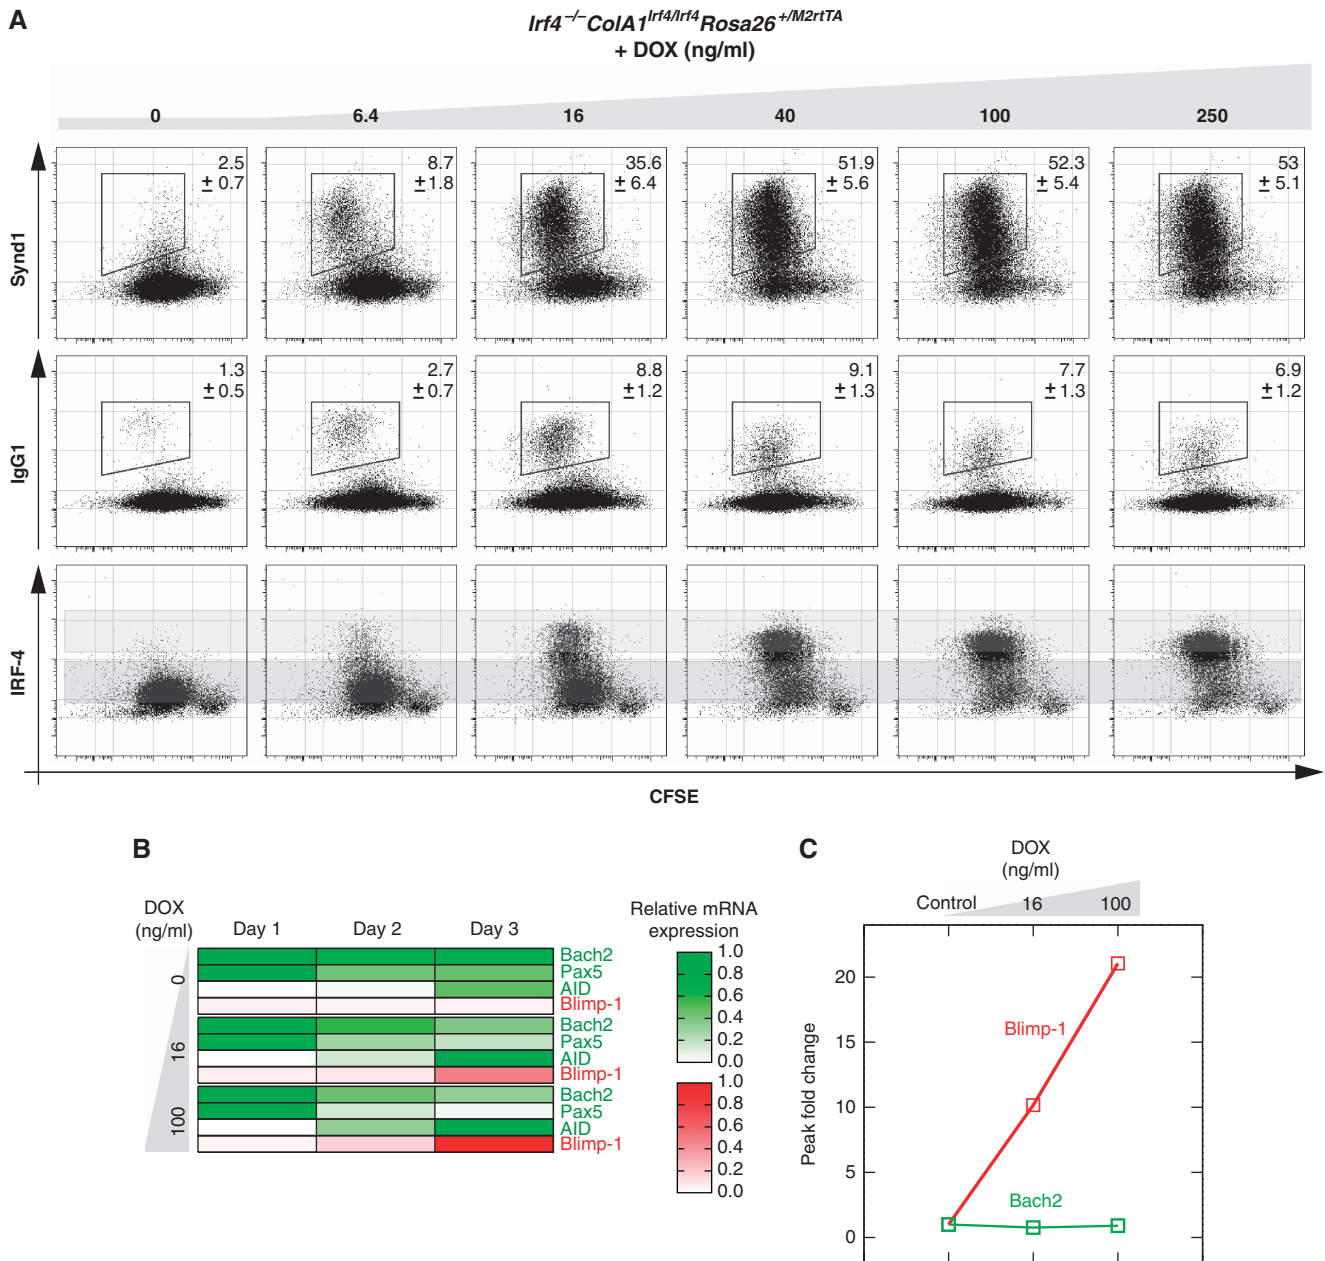 A
Irf4–/–ColA1Irf4/Irf4Rosa26+/M2rtTA
+ DOX (ng/ml)
0 6.4 16 40 100 250
Synd1
2.5 ± 0.7
8.7 ± 1.8
35.6 ± 6.4
51.9 ± 5.6
52.3 ± 5.4
53 ± 5.1
IgG1
1.3 ± 0.5
2.7 ± 0.7
8.8 ± 1.2
9.1 ± 1.3
7.7 ± 1.3
6.9 ± 1.2
IRF-4
CFSE
B
DOX
(ng/ml)
Day 1 Day 2 Day 3
0
Bach2
Pax5
AID
Blimp-1
16
Bach2
Pax5
AID
Blimp-1
100
Bach2
Pax5
AID
Blimp-1
Relative mRNA
expression
1.0
0.8
0.6
0.4
0.2
0.0
1.0
0.8
0.6
0.4
0.2
0.0
C
DOX
(ng/ml)
Control 16 100
Peak fold change
20
15
10
5
0
Blimp-1
Bach2